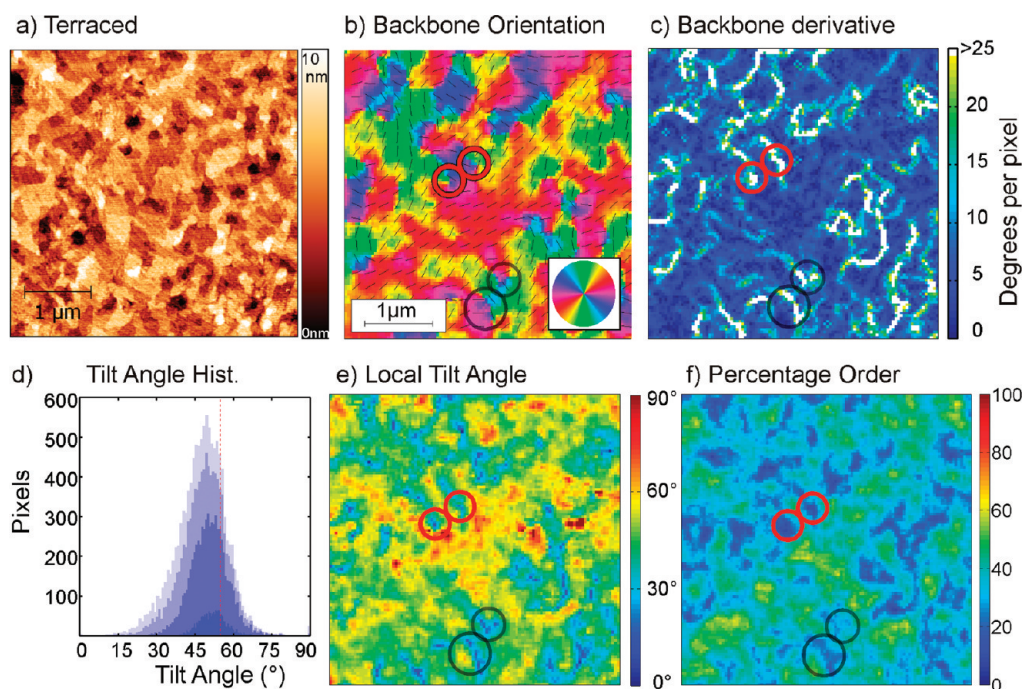 a) Terraced
10
nm
0nm
1 µm
b) Backbone Orientation
1µm
c) Backbone derivative
>25
20
15
10
5
0
Degrees per pixel
d) Tilt Angle Hist.
600
500
400
300
200
100
Pixels
0 15 30 45 60 75 90
Tilt Angle (°)
e) Local Tilt Angle
90°
60°
30°
0°
f) Percentage Order
100
80
60
40
20
0